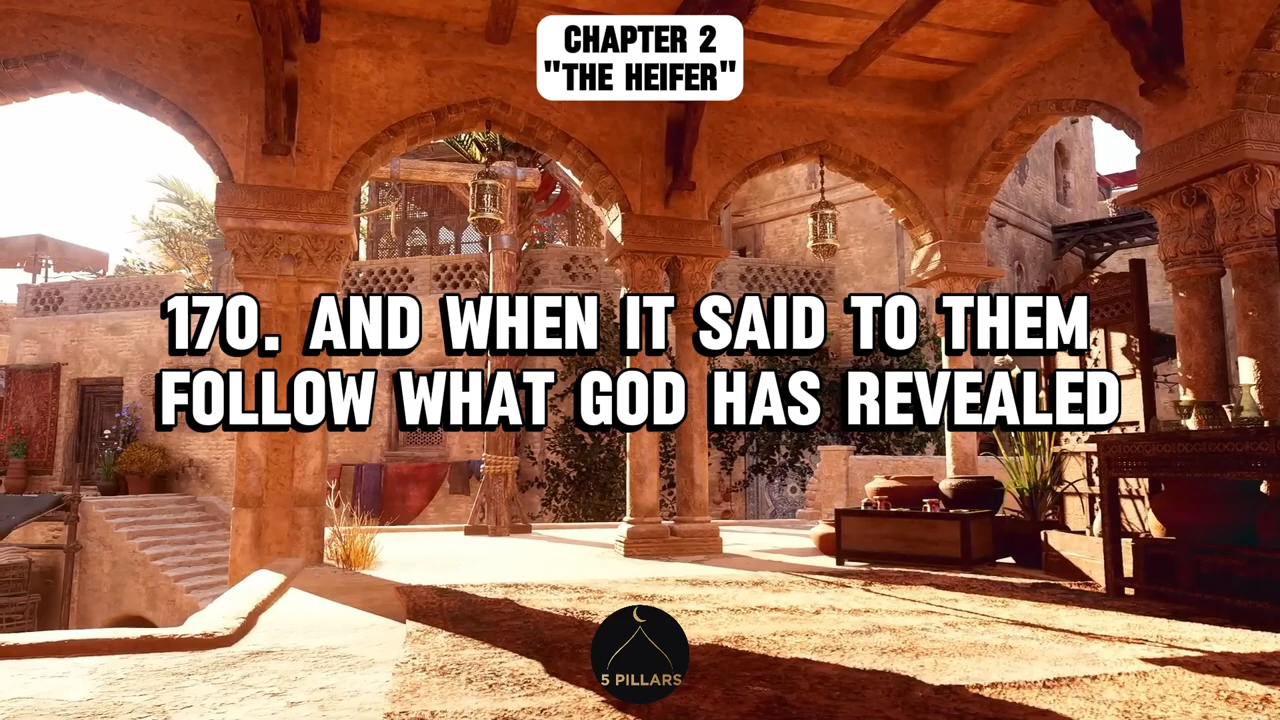 CHAPTER 2
"THE HEIFER"
170. AND WHEN IT SAID TO THEM
FOLLOW WHAT GOD HAS REVEALED
5 PILLARS